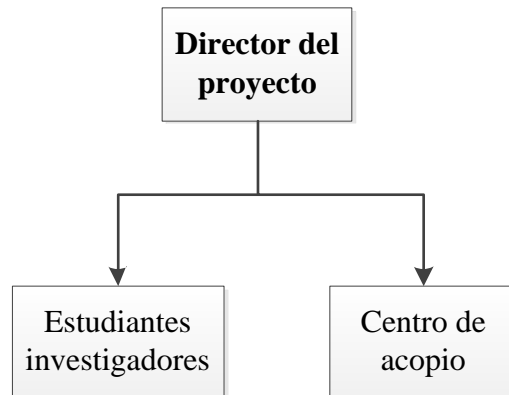 Director del
proyecto
Estudiantes
investigadores
Centro de
acopio